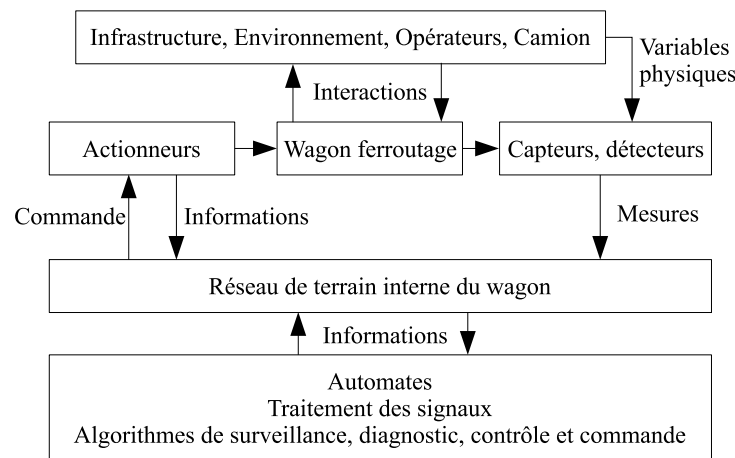 Infrastructure, Environnement, Opérateurs, Camion
Variables
physiques
Interactions
Actionneurs
Wagon ferroutage
Capteurs, détecteurs
Commande
Informations
Mesures
Réseau de terrain interne du wagon
Informations
Automates
Traitement des signaux
Algorithmes de surveillance, diagnostic, contrôle et commande